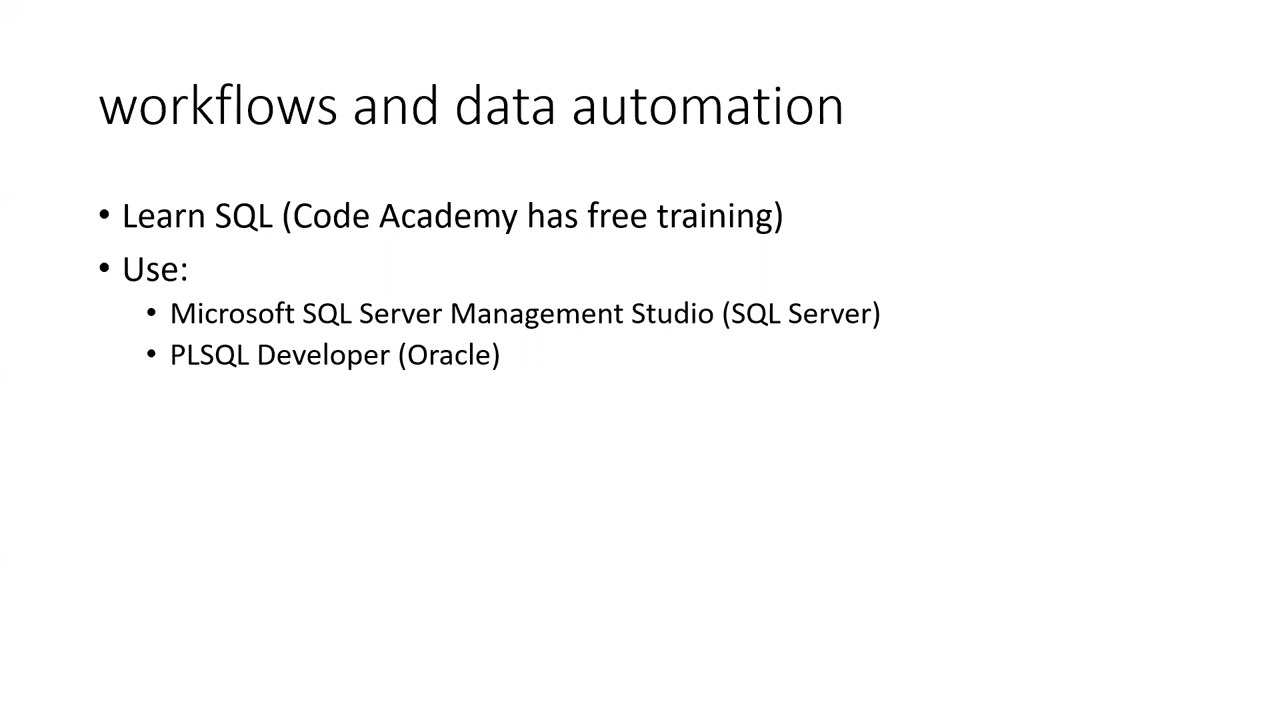 workflows and data automation
• Learn SQL (Code Academy has free training)
• Use:
• Microsoft SQL Server Management Studio (SQL Server)
• PLSQL Developer (Oracle)